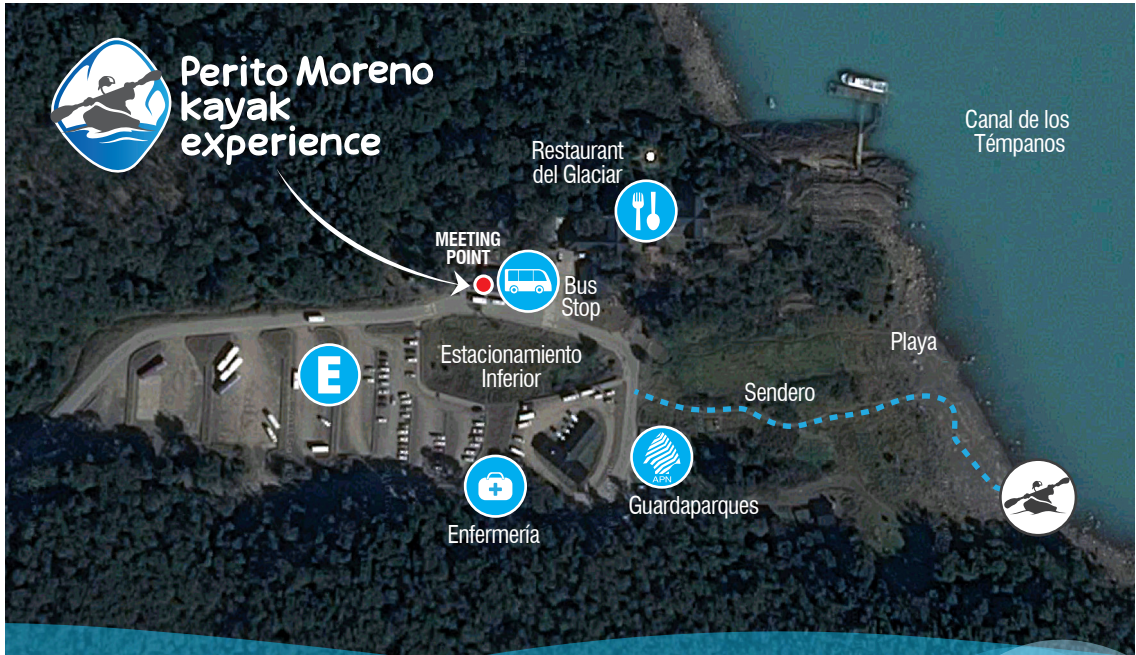 Perito Moreno
kayak
experience
Canal de los
Témpanos
Restaurant
del Glaciar
MEETING
POINT
Bus
Stop
Playa
Estacionamiento
Inferior
E
Sendero
APN
Guardaparques
Enfermería